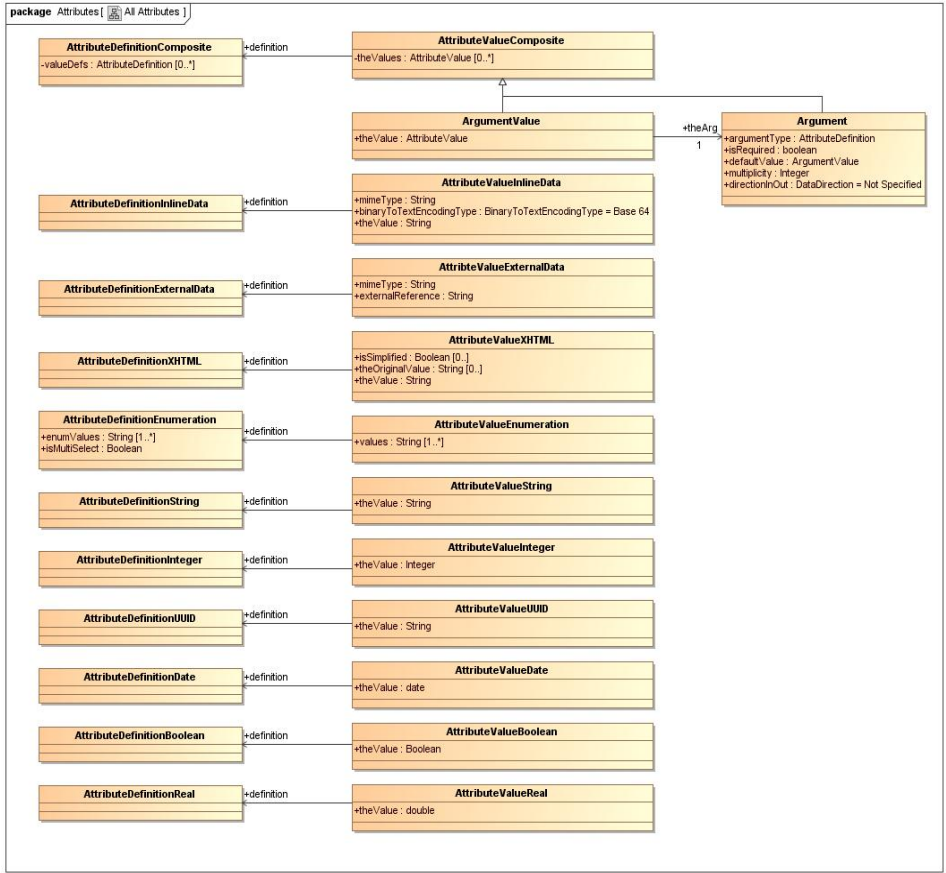 package Attributes [ All Attributes ]
AttributeDefinitionComposite
-valueDefs : AttributeDefinition [0..*]
+definition
AttributeValueComposite
-theValues : AttributeValue [0..*]
ArgumentValue
+theValue : AttributeValue
+theArg
1
Argument
+argumentType : AttributeDefinition
+isRequired : boolean
+defaultValue : ArgumentValue
+multiplicity : Integer
+directionInOut : DataDirection = Not Specified
AttributeDefinitionInlineData
+definition
AttributeValueInlineData
+mimeType : String
+binaryToTextEncodingType : BinaryToTextEncodingType = Base 64
+theValue : String
AttributeDefinitionExternalData
+definition
AttribteValueExternalData
+mimeType : String
+externalReference : String
AttributeDefinitionXHTML
+definition
AttributeValueXHTML
+isSimplified : Boolean [0..]
+theOriginalValue : String [0..]
+theValue : String
AttributeDefinitionEnumeration
+enumValues : String [1..*]
+isMultiSelect : Boolean
+definition
AttributeValueEnumeration
+values : String [1..*]
AttributeDefinitionString
+definition
AttributeValueString
+theValue : String
AttributeDefinitionInteger
+definition
AttributeValueInteger
+theValue : Integer
AttributeDefinitionUUID
+definition
AttributeValueUUID
+theValue : String
AttributeDefinitionDate
+definition
AttributeValueDate
+theValue : date
AttributeDefinitionBoolean
+definition
AttributeValueBoolean
+theValue : Boolean
AttributeDefinitionReal
+definition
AttributeValueReal
+theValue : double